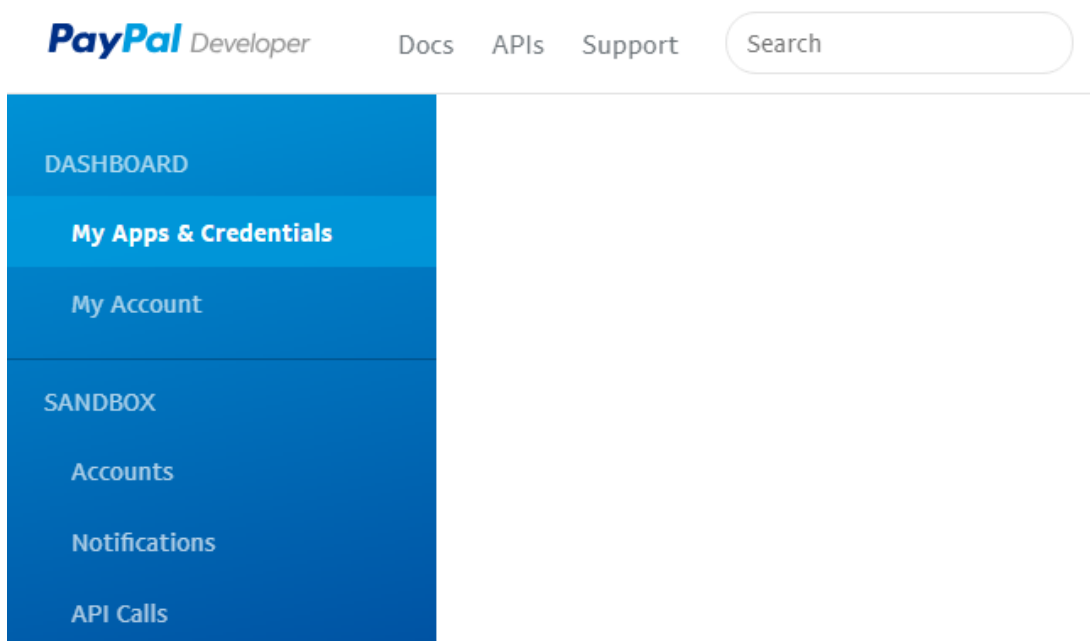 PayPal Developer Docs APIs Support Search
DASHBOARD
My Apps & Credentials
My Account
SANDBOX
Accounts
Notifications
API Calls